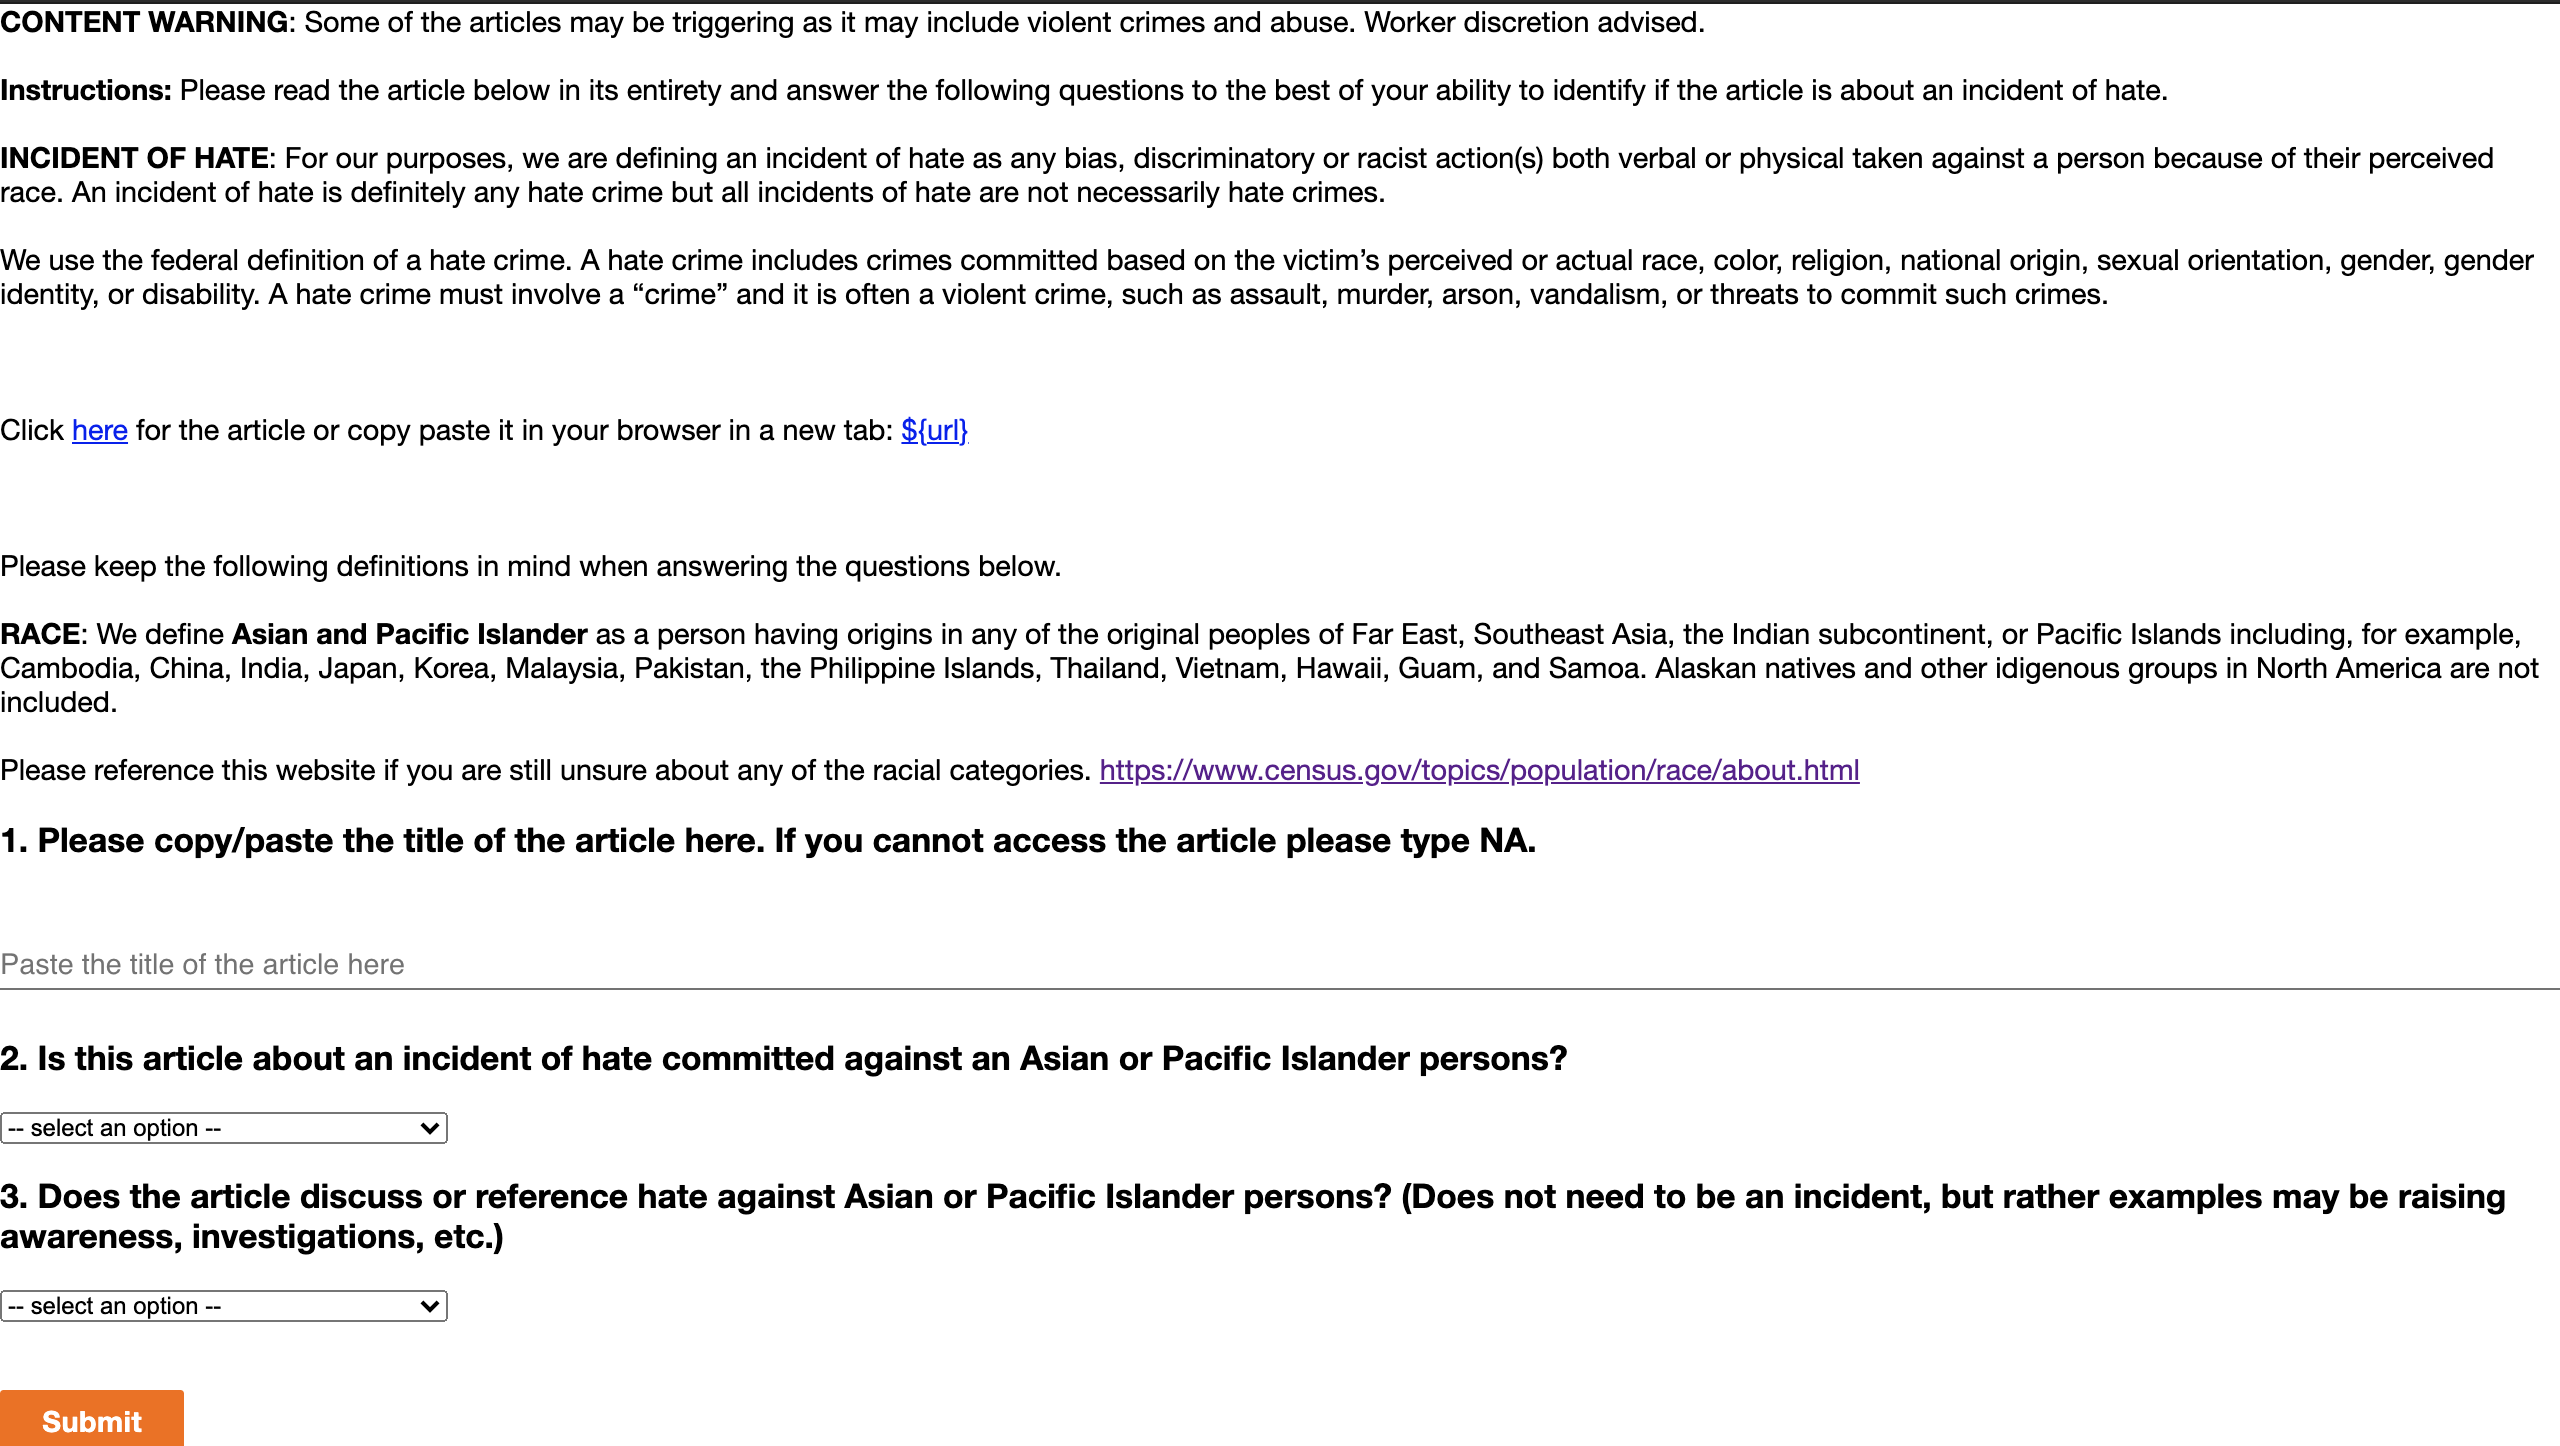 CONTENT WARNING: Some of the articles may be triggering as it may include violent crimes and abuse. Worker discretion advised.
Instructions: Please read the article below in its entirety and answer the following questions to the best of your ability to identify if the article is about an incident of hate.
INCIDENT OF HATE: For our purposes, we are defining an incident of hate as any bias, discriminatory or racist action(s) both verbal or physical taken against a person because of their perceived
race. An incident of hate is definitely any hate crime but all incidents of hate are not necessarily hate crimes.
We use the federal definition of a hate crime. A hate crime includes crimes committed based on the victim’s perceived or actual race, color, religion, national origin, sexual orientation, gender, gender
identity, or disability. A hate crime must involve a “crime” and it is often a violent crime, such as assault, murder, arson, vandalism, or threats to commit such crimes.
Click here for the article or copy paste it in your browser in a new tab: ${url}
Please keep the following definitions in mind when answering the questions below.
RACE: We define Asian and Pacific Islander as a person having origins in any of the original peoples of Far East, Southeast Asia, the Indian subcontinent, or Pacific Islands including, for example,
Cambodia, China, India, Japan, Korea, Malaysia, Pakistan, the Philippine Islands, Thailand, Vietnam, Hawaii, Guam, and Samoa. Alaskan natives and other idigenous groups in North America are not
included.
Please reference this website if you are still unsure about any of the racial categories. https://www.census.gov/topics/population/race/about.html
1. Please copy/paste the title of the article here. If you cannot access the article please type NA.
Paste the title of the article here
2. Is this article about an incident of hate committed against an Asian or Pacific Islander persons?
-- select an option --
3. Does the article discuss or reference hate against Asian or Pacific Islander persons? (Does not need to be an incident, but rather examples may be raising
awareness, investigations, etc.)
-- select an option --
Submit